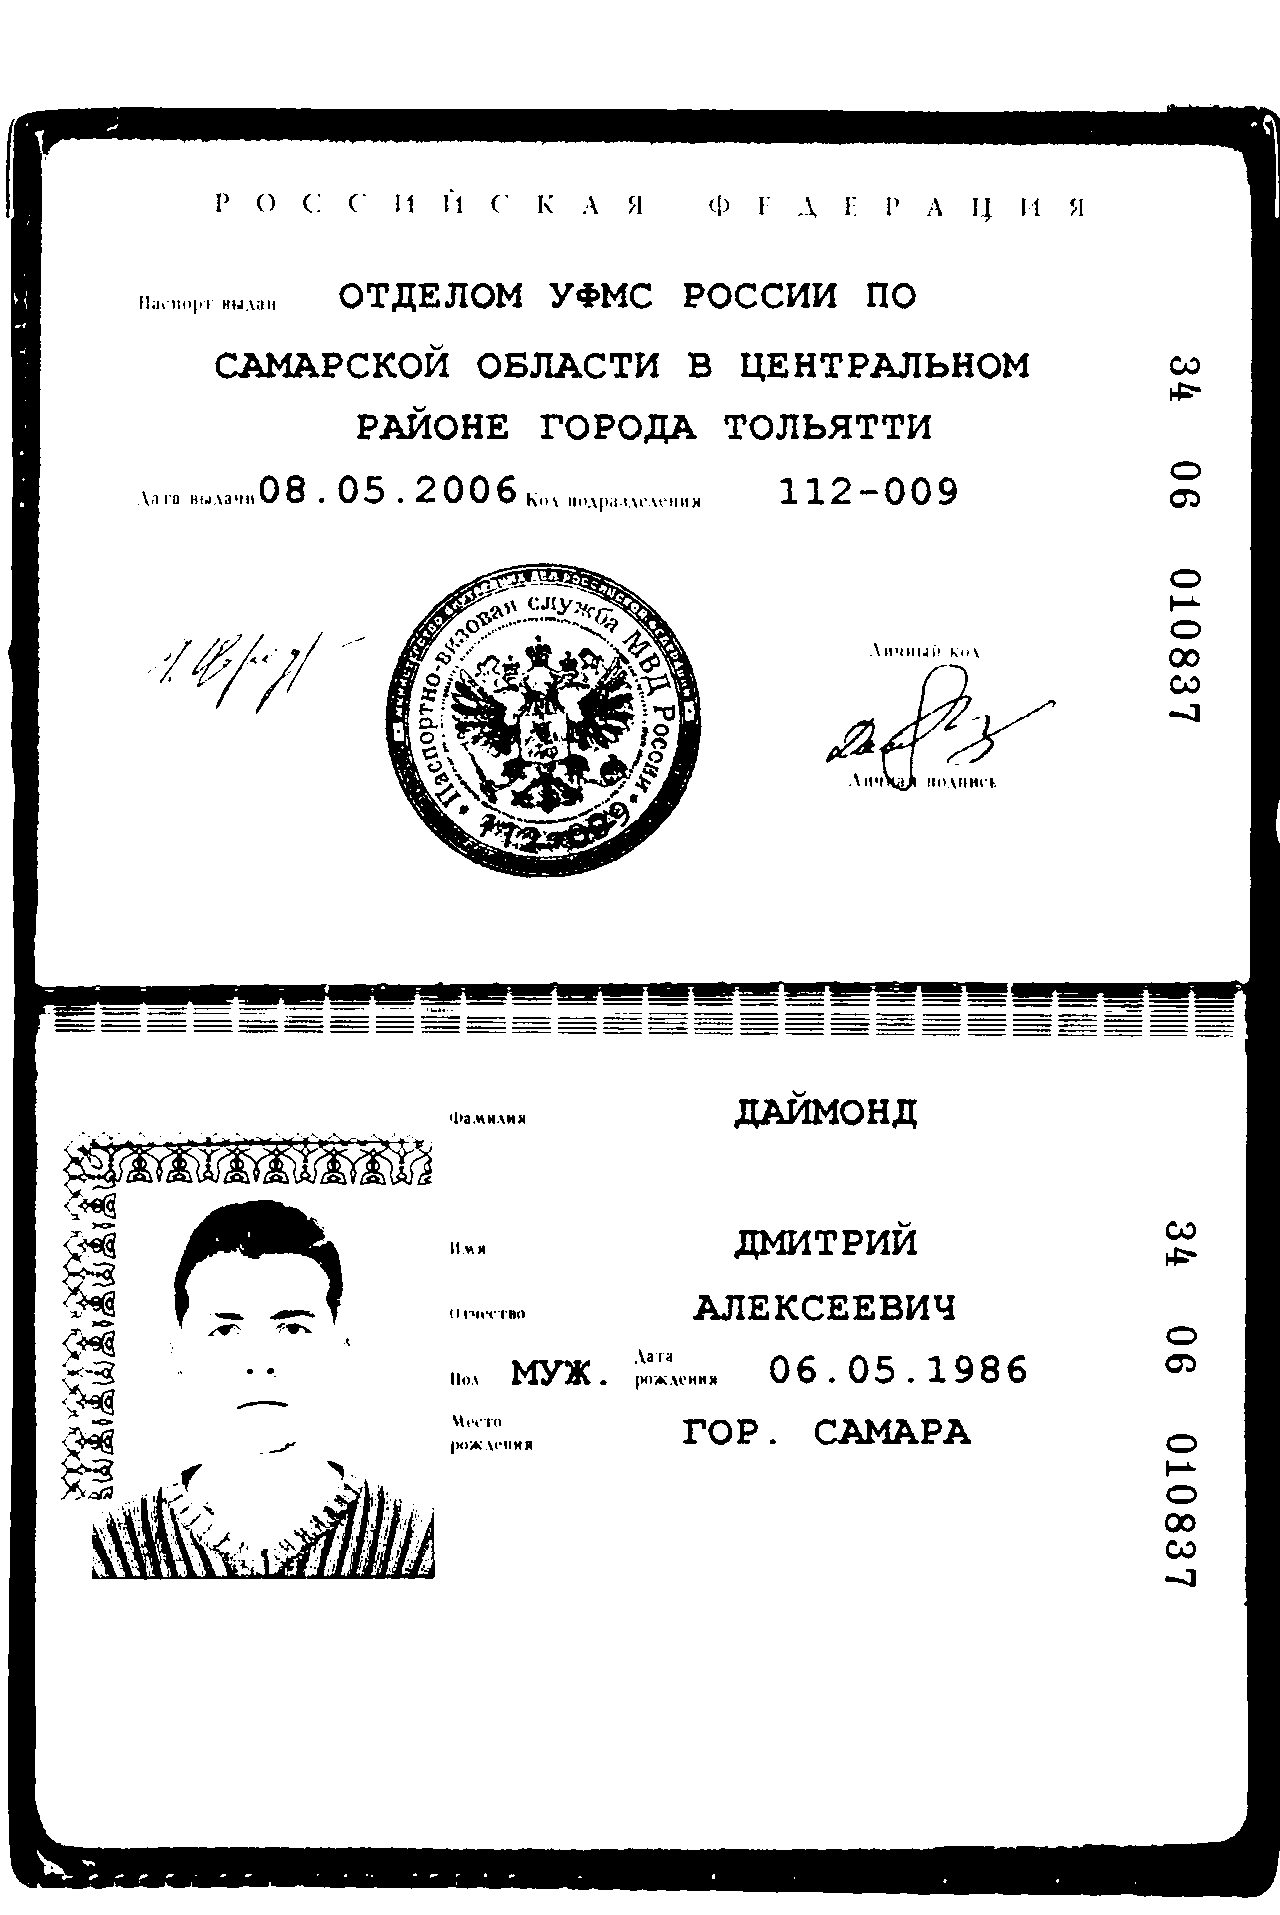 РОССИЙСКАЯ ФЕДЕРАЦИЯ
Паспорт выдан ОТДЕЛОМ УФМС РОССИИ ПО
САМАРСКОЙ ОБЛАСТИ В ЦЕНТРАЛЬНОМ
РАЙОНЕ ГОРОДА ТОЛЬЯТТИ
Дата выдачи 08.05.2006 Код подразделения 112-009
34 06 010837
Паспортно-визовая служба МВД России
112-009
Личный код
Личная подпись
Фамилия ДАЙМОНД
Имя ДМИТРИЙ
Отчество АЛЕКСЕЕВИЧ
Пол МУЖ. Дата рождения 06.05.1986
Место рождения ГОР. САМАРА
34 06 010837